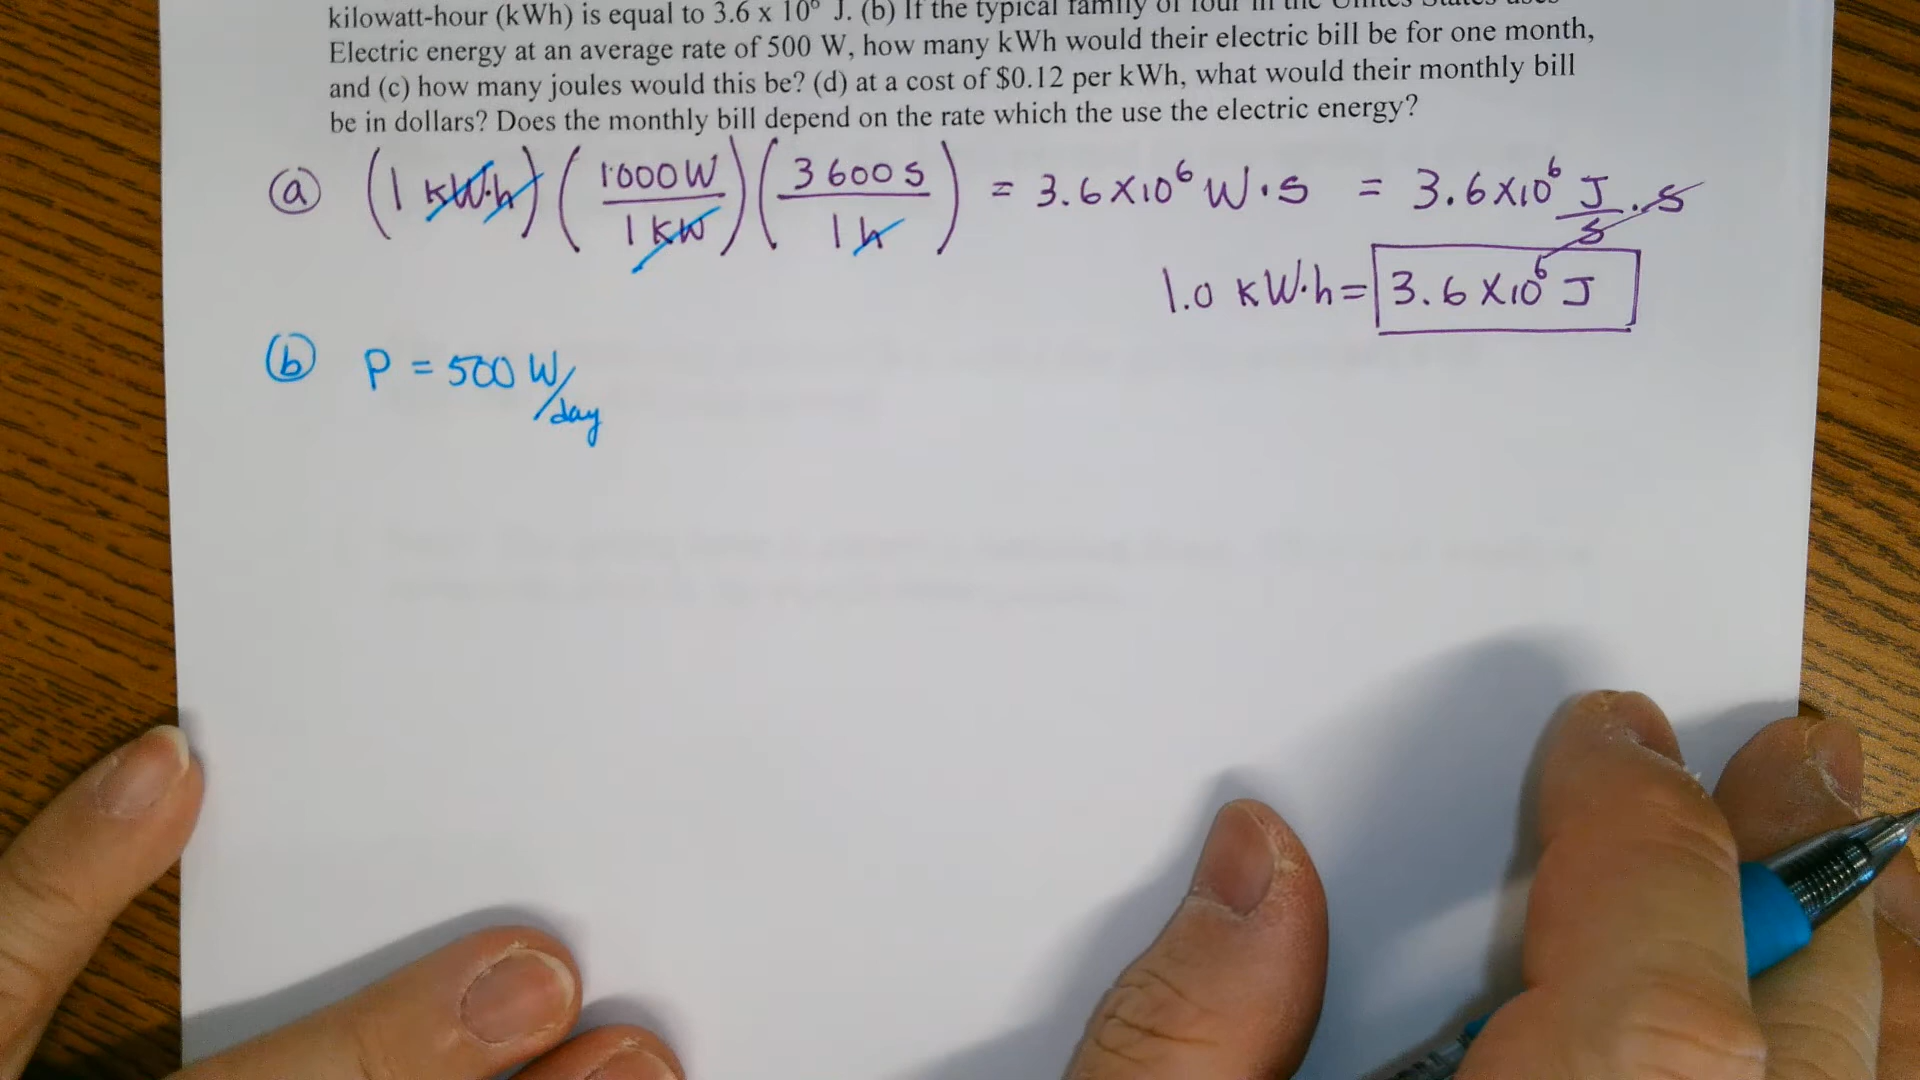 kilowatt-hour (kWh) is equal to 3.6 x 10⁶ J. (b) If the typical family of four in the Unites States uses
Electric energy at an average rate of 500 W, how many kWh would their electric bill be for one month,
and (c) how many joules would this be? (d) at a cost of $0.12 per kWh, what would their monthly bill
be in dollars? Does the monthly bill depend on the rate which the use the electric energy?
(a) (1 kW·h) (1000 W / 1 kW) (3600 s / 1 h) = 3.6 X 10⁶ W · s = 3.6 X 10⁶ J/s · s
1.0 kW·h = 3.6 X 10⁶ J
(b) P = 500 W/day